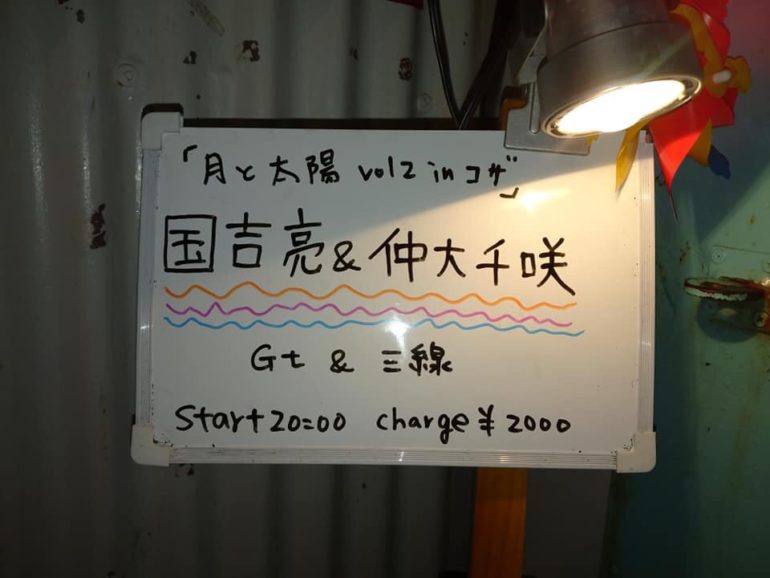 「月と太陽 vol2 in コザ」
国吉亮&仲大千咲
Gt & 三線
Start 20:00 charge ¥2000